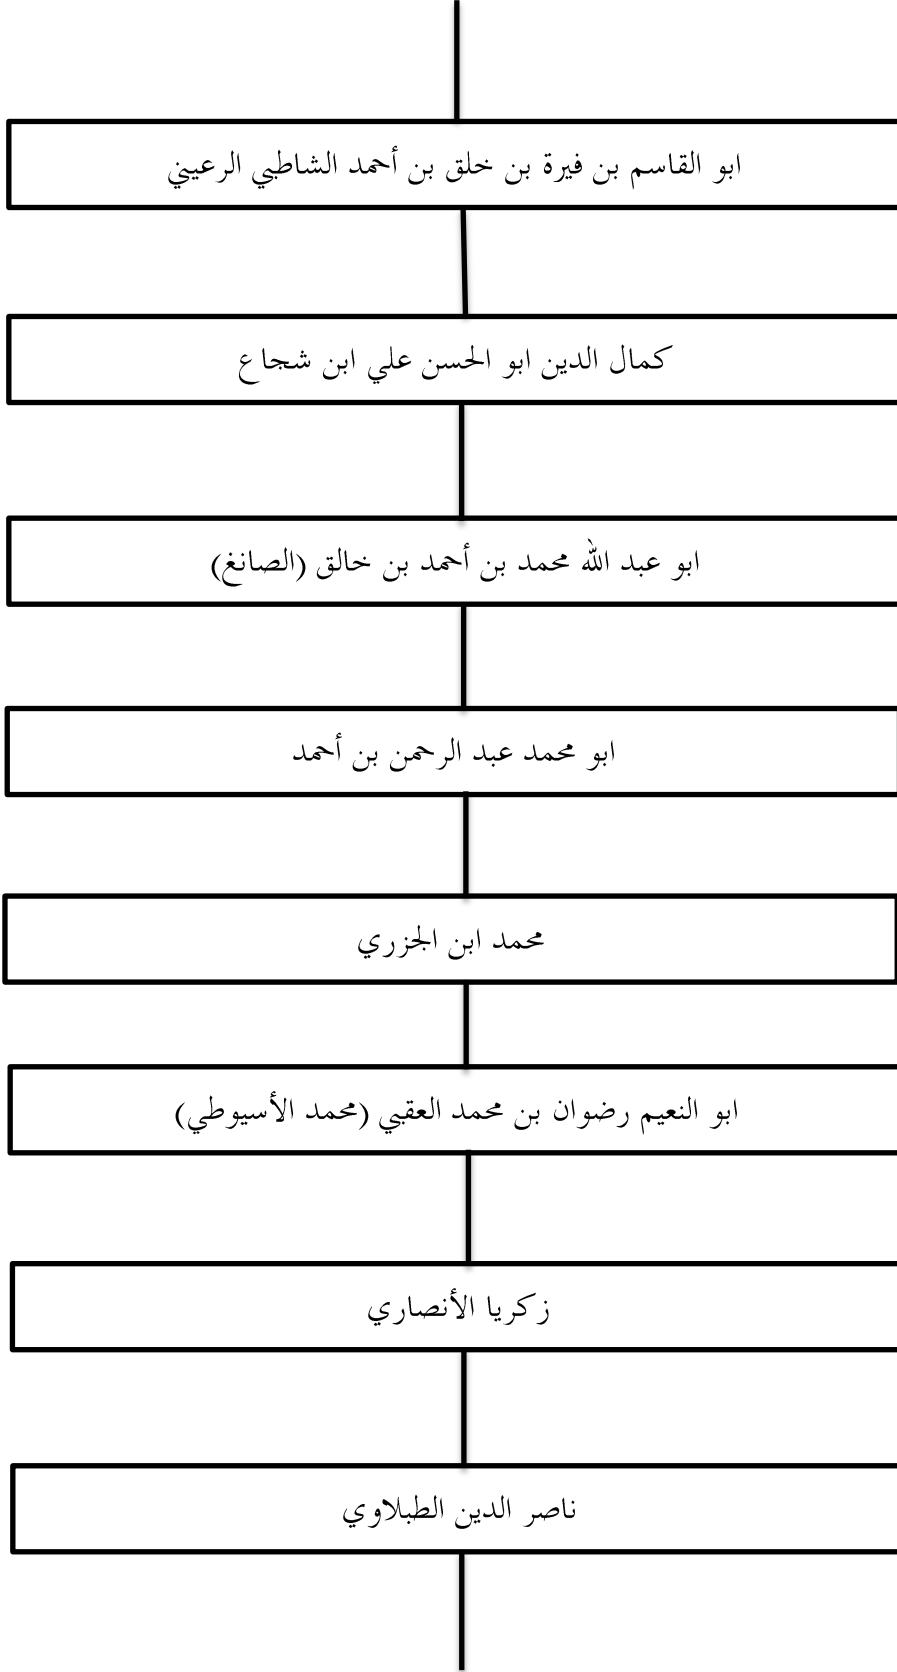 ابو القاسم بن فيرة بن خلق بن أحمد الشاطبي الرعيني
كمال الدين ابو الحسن علي ابن شجاع
ابو عبد الله محمد بن أحمد بن خالق (الصانغ)
ابو محمد عبد الرحمن بن أحمد
محمد ابن الجزري
ابو النعيم رضوان بن محمد العقبي (محمد الأسيوطي)
زكريا الأنصاري
ناصر الدين الطبلاوي